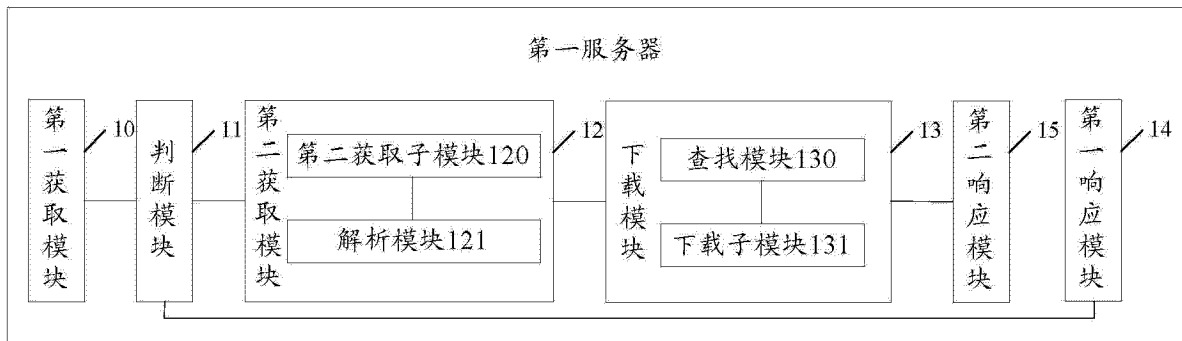 第一服务器
第一获取模块
10
判断模块
11
第二获取模块
第二获取子模块120
解析模块121
12
下载模块
查找模块130
下载子模块131
13
第二响应模块
15
第一响应模块
14